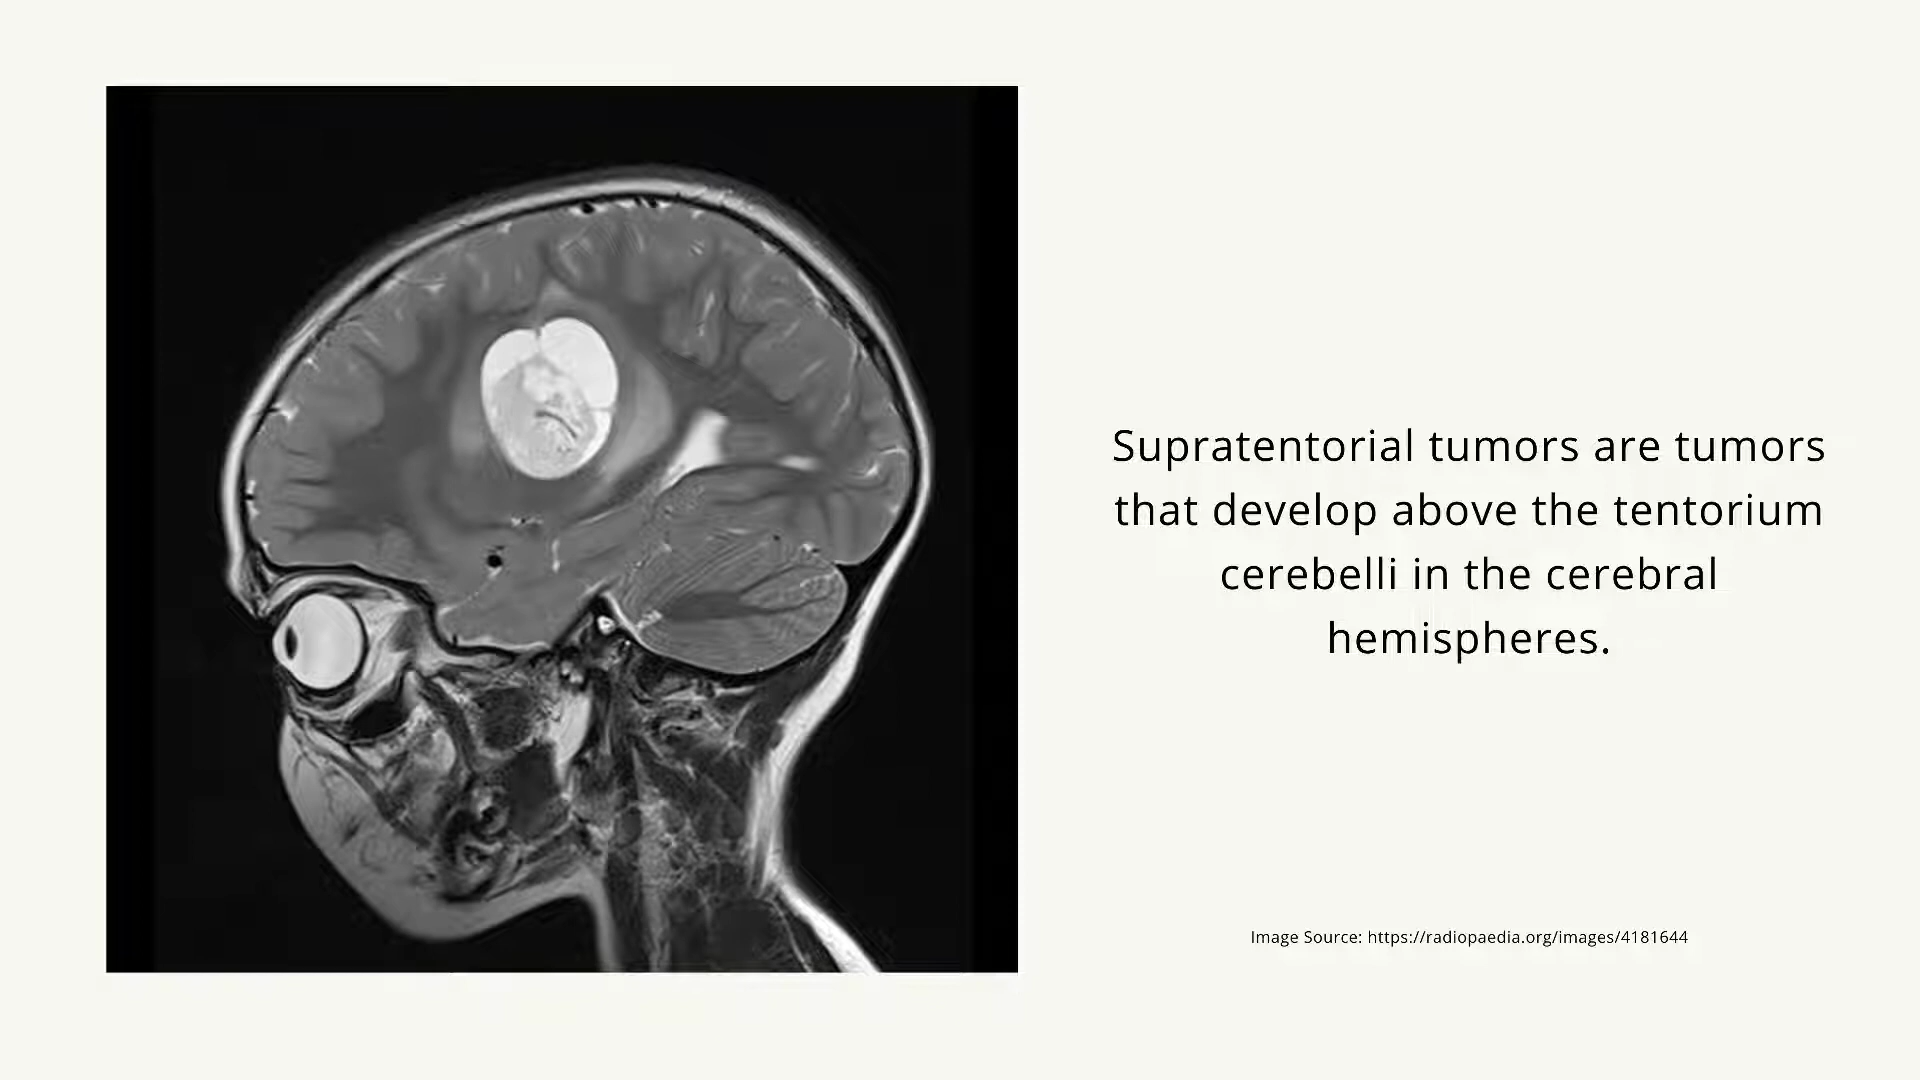 Supratentorial tumors are tumors
that develop above the tentorium
cerebelli in the cerebral
hemispheres.
Image Source: https://radiopaedia.org/images/4181644